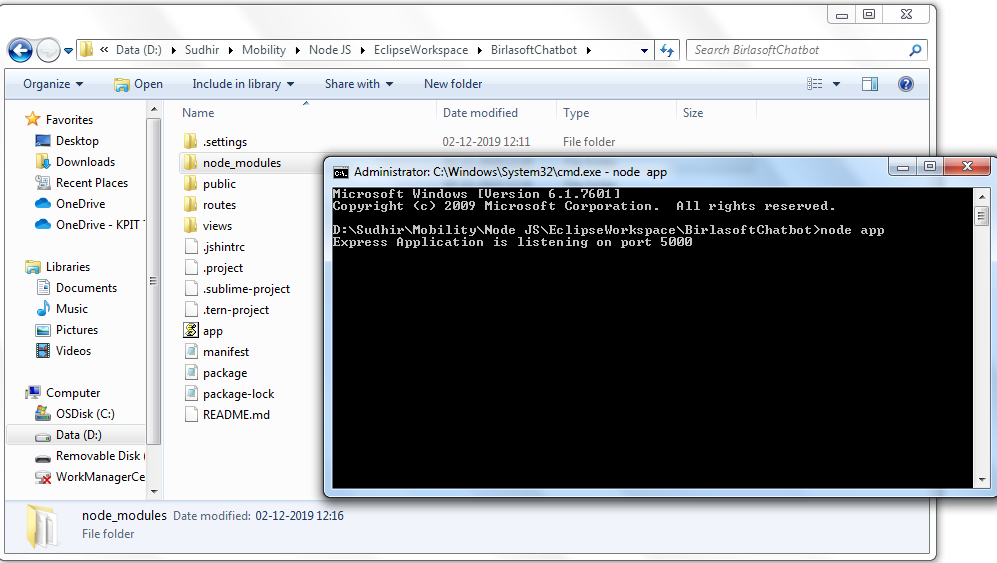 « Data (D:) ▸ Sudhir ▸ Mobility ▸ Node JS ▸ EclipseWorkspace ▸ BirlasoftChatbot ▸
Search BirlasoftChatbot
Organize Open Include in library Share with New folder
Favorites
Desktop
Downloads
Recent Places
OneDrive
OneDrive - KPIT
Libraries
Documents
Music
Pictures
Videos
Computer
OSDisk (C:)
Data (D:)
Removable Disk
WorkManagerCe
Name Date modified Type Size
.settings 02-12-2019 12:11 File folder
node_modules
public
routes
views
.jshintrc
.project
.sublime-project
.tern-project
app
manifest
package
package-lock
README.md
Administrator: C:\Windows\System32\cmd.exe - node app
Microsoft Windows [Version 6.1.7601]
Copyright (c) 2009 Microsoft Corporation. All rights reserved.
D:\Sudhir\Mobility\Node JS\EclipseWorkspace\BirlasoftChatbot>node app
Express Application is listening on port 5000
node_modules Date modified: 02-12-2019 12:16
File folder